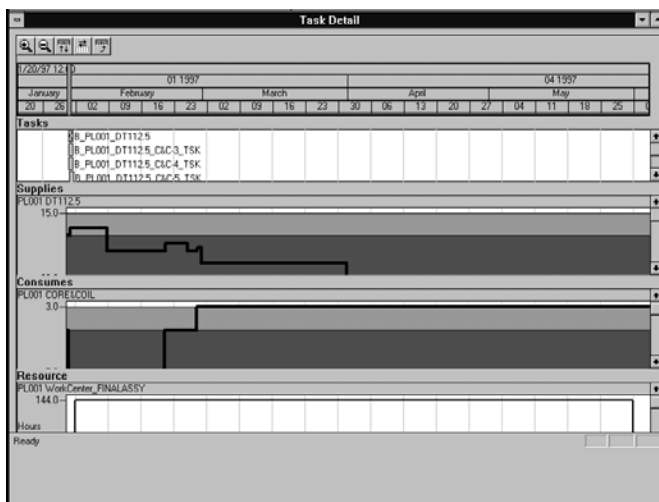 Task Detail
1/20/97 12:
01 1997 04 1997
January February March April May
20 26 02 09 16 23 02 09 16 23 30 06 13 20 27 04 11 18 25
Tasks
B_PL001_DT112.5
B_PL001_DT112.5_C&C-3_TSK
B_PL001_DT112.5_C&C-4_TSK
B_PL001_DT112.5_C&C-5_TSK
Supplies
PL001 DT112.5
15.0
Consumes
PL001 CORE&COIL
3.0
Resource
PL001 WorkCenter_FINALASSY
144.0
Hours
Ready